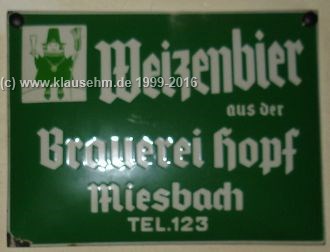 Weizenbier
(c) www.klausehm.de 1999-2016
aus der
Brauerei Hopf
Miesbach
TEL.123